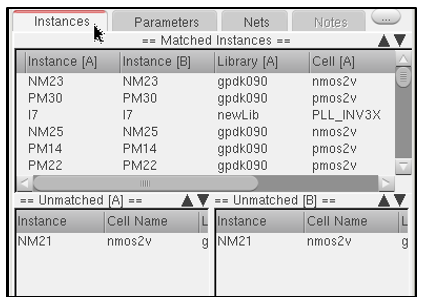 Instances Parameters Nets Notes ...
== Matched Instances ==
Instance [A] Instance [B] Library [A] Cell [A]
NM23 NM23 gpdk090 nmos2v
PM30 PM30 gpdk090 pmos2v
I7 I7 newLib PLL_INV3X
NM25 NM25 gpdk090 nmos2v
PM14 PM14 gpdk090 pmos2v
PM22 PM22 gpdk090 pmos2v
== Unmatched [A] == == Unmatched [B] ==
Instance Cell Name L Instance Cell Name L
NM21 nmos2v g NM21 nmos2v g